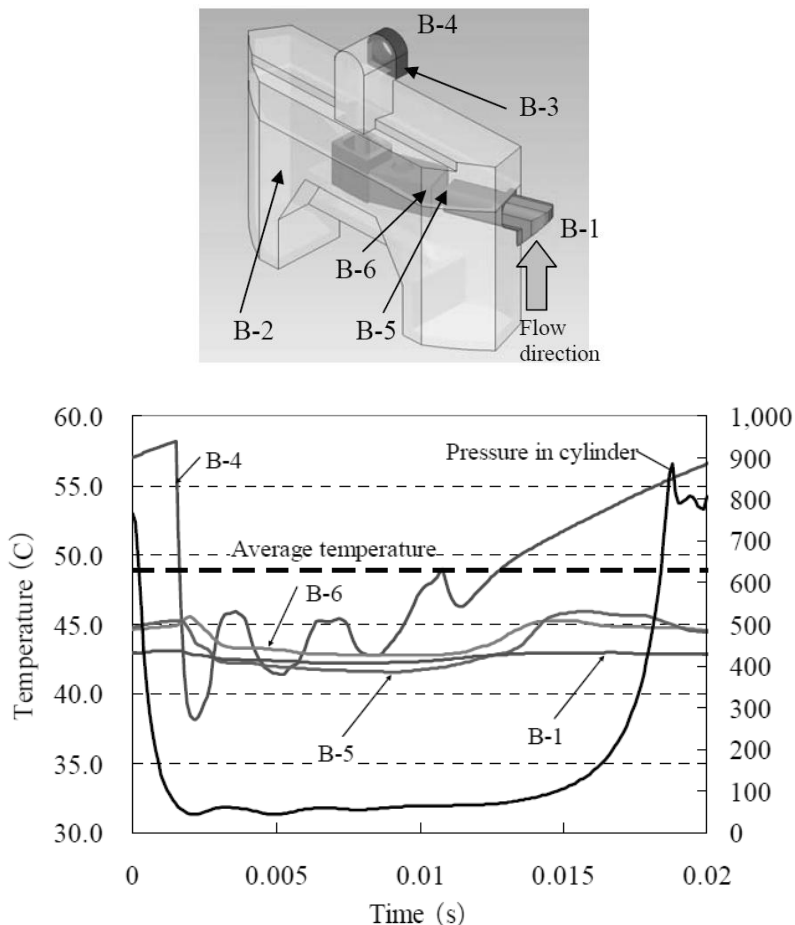 B-4
B-3
B-1
B-6
B-2
B-5
Flow
direction
60.0
55.0
50.0
45.0
40.0
35.0
30.0
Temperature (C)
B-4
Pressure in cylinder
Average temperature
B-6
B-5
B-1
1,000
900
800
700
600
500
400
300
200
100
0
0
0.005
0.01
0.015
0.02
Time (s)